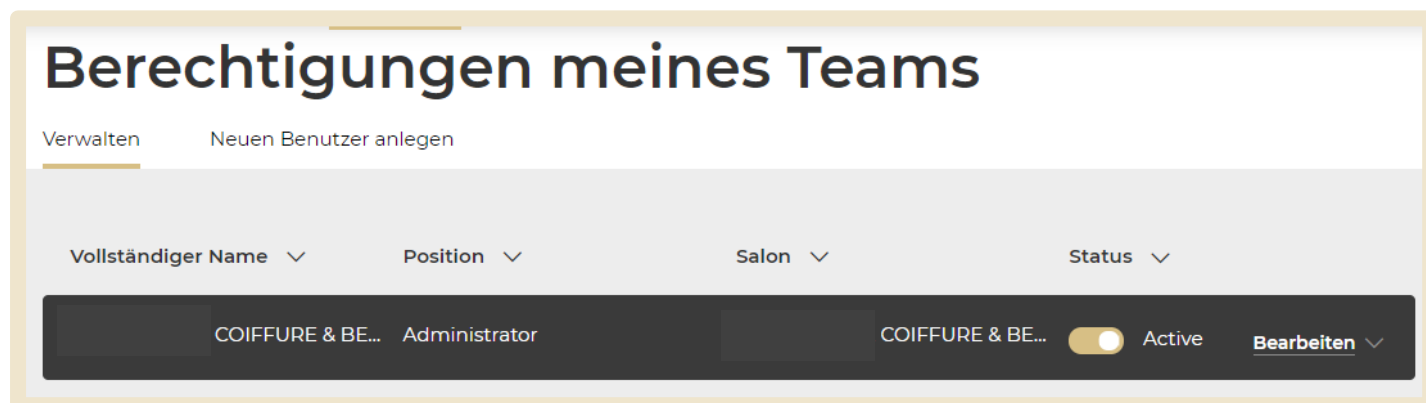 Berechtigungen meines Teams
Verwalten Neuen Benutzer anlegen
Vollständiger Name Position Salon Status
COIFFURE & BE... Administrator COIFFURE & BE... Active Bearbeiten